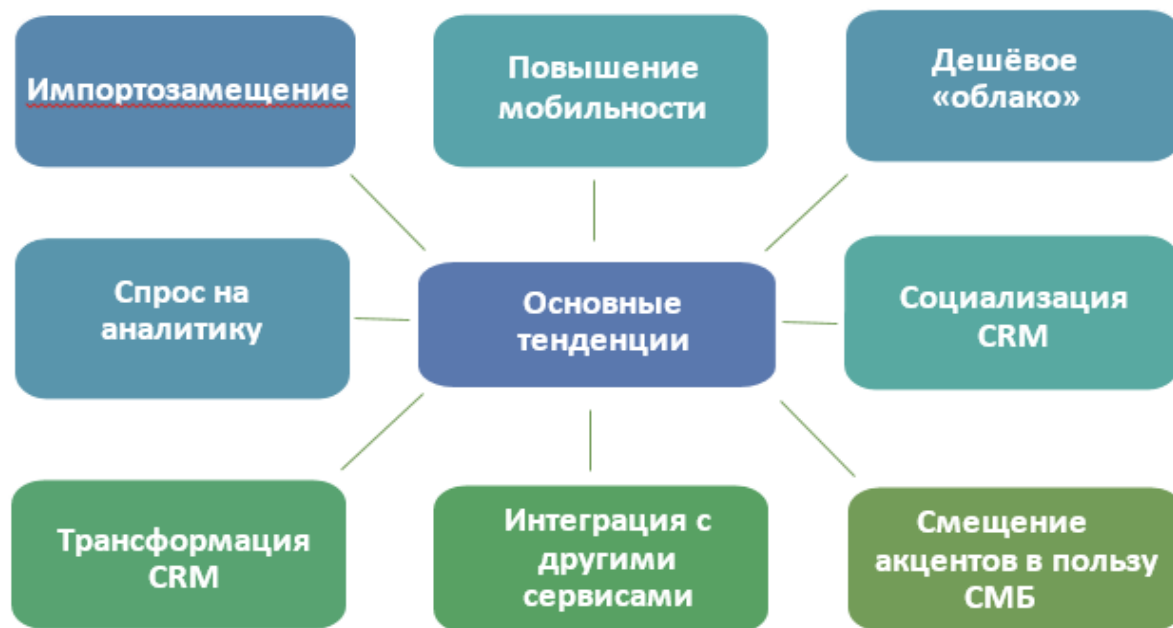 Импортозамещение
Повышение
мобильности
Дешёвое
«облако»
Спрос на
аналитику
Основные
тенденции
Социализация
CRM
Трансформация
CRM
Интеграция с
другими
сервисами
Смещение
акцентов в пользу
СМБ